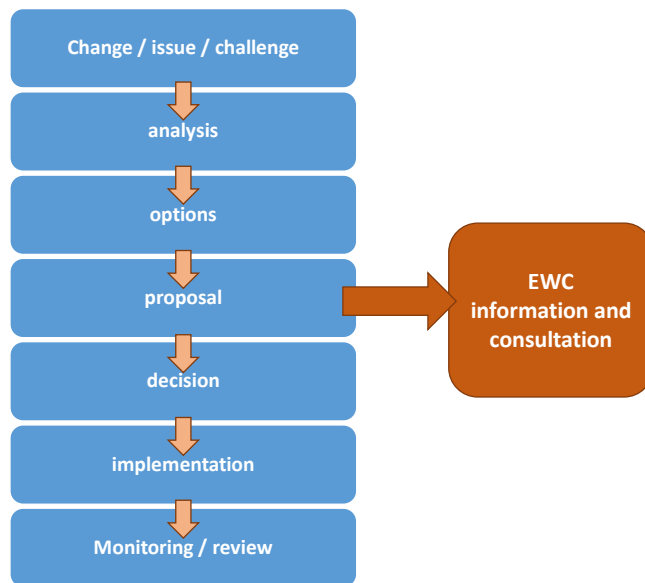 Change / issue / challenge
analysis
options
proposal
EWC
information and
consultation
decision
implementation
Monitoring / review